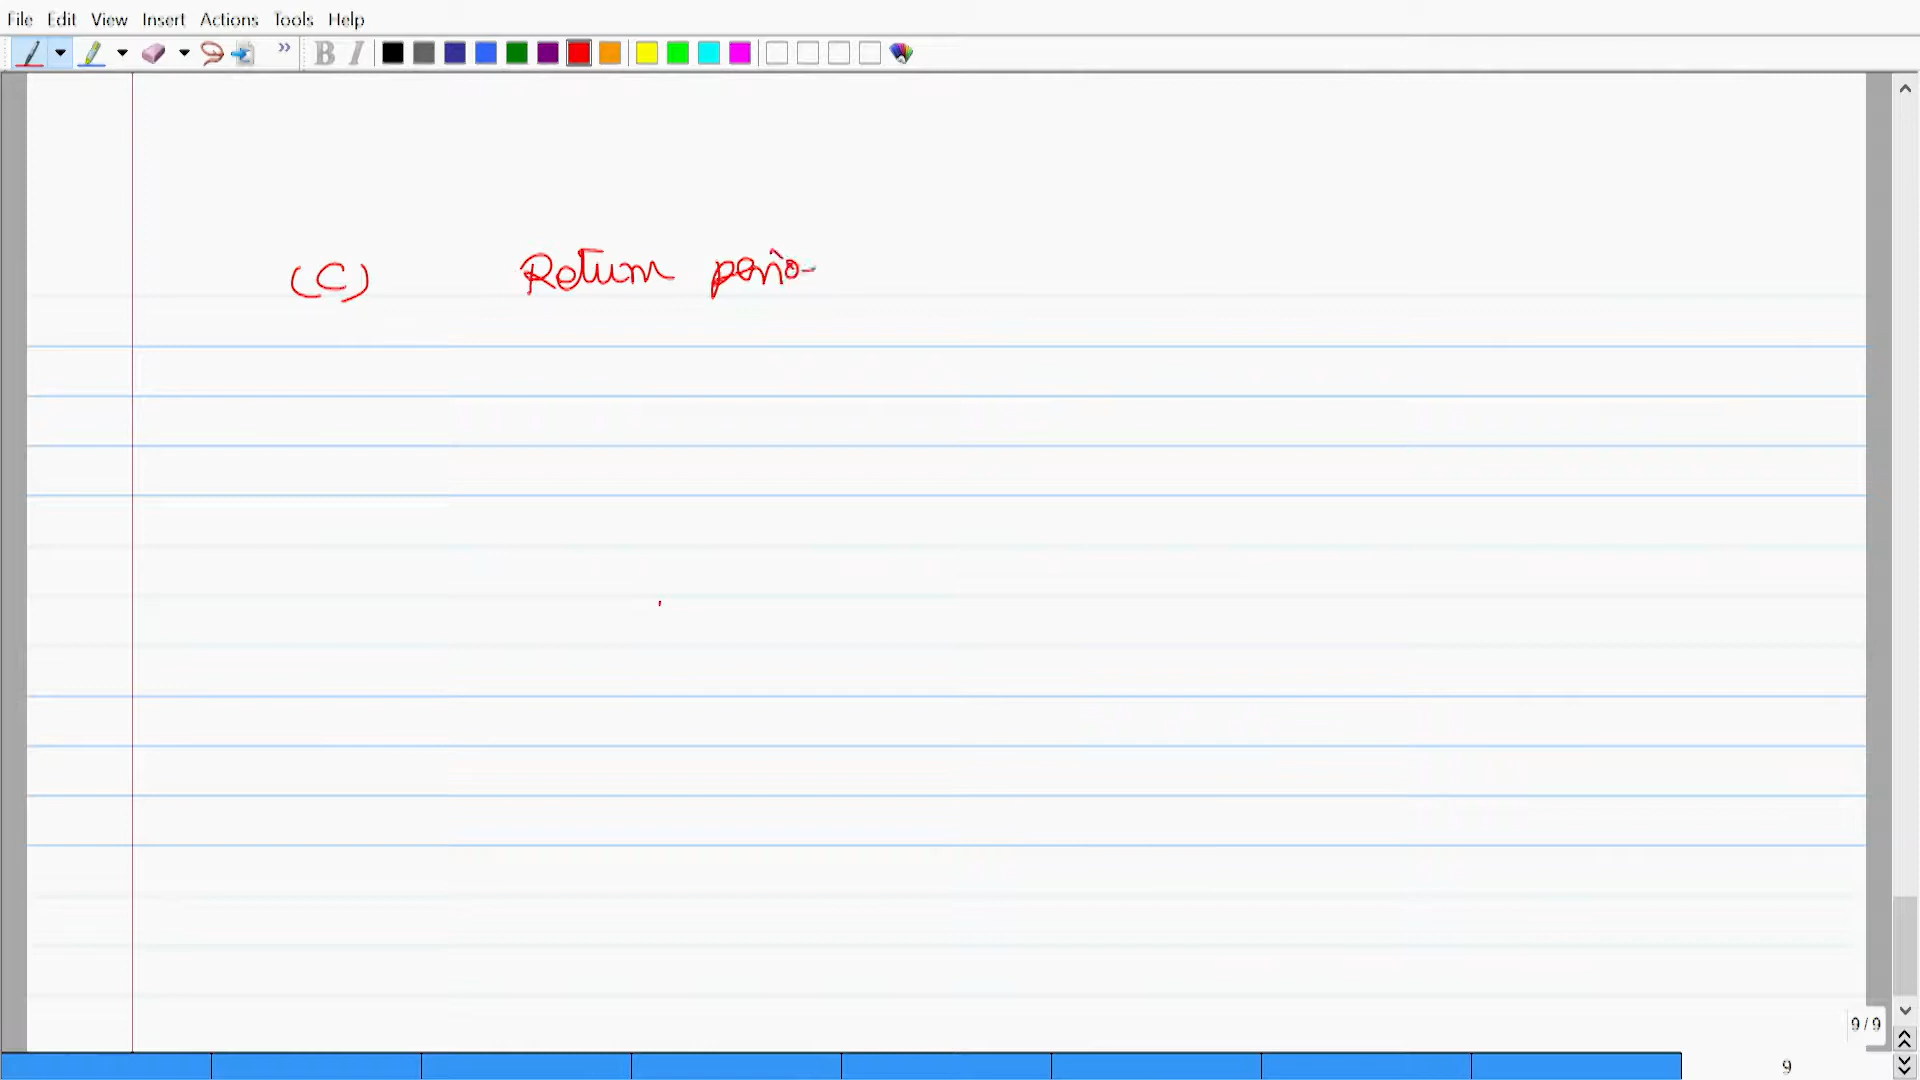 File Edit View Insert Actions Tools Help
B I
(C) Return perio
9/9
9